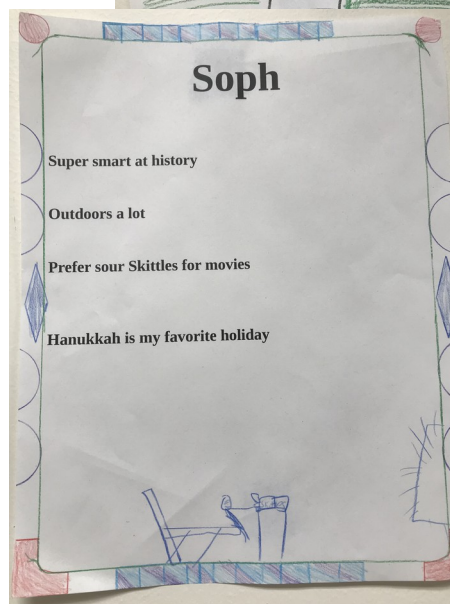 Soph
Super smart at history
Outdoors a lot
Prefer sour Skittles for movies
Hanukkah is my favorite holiday